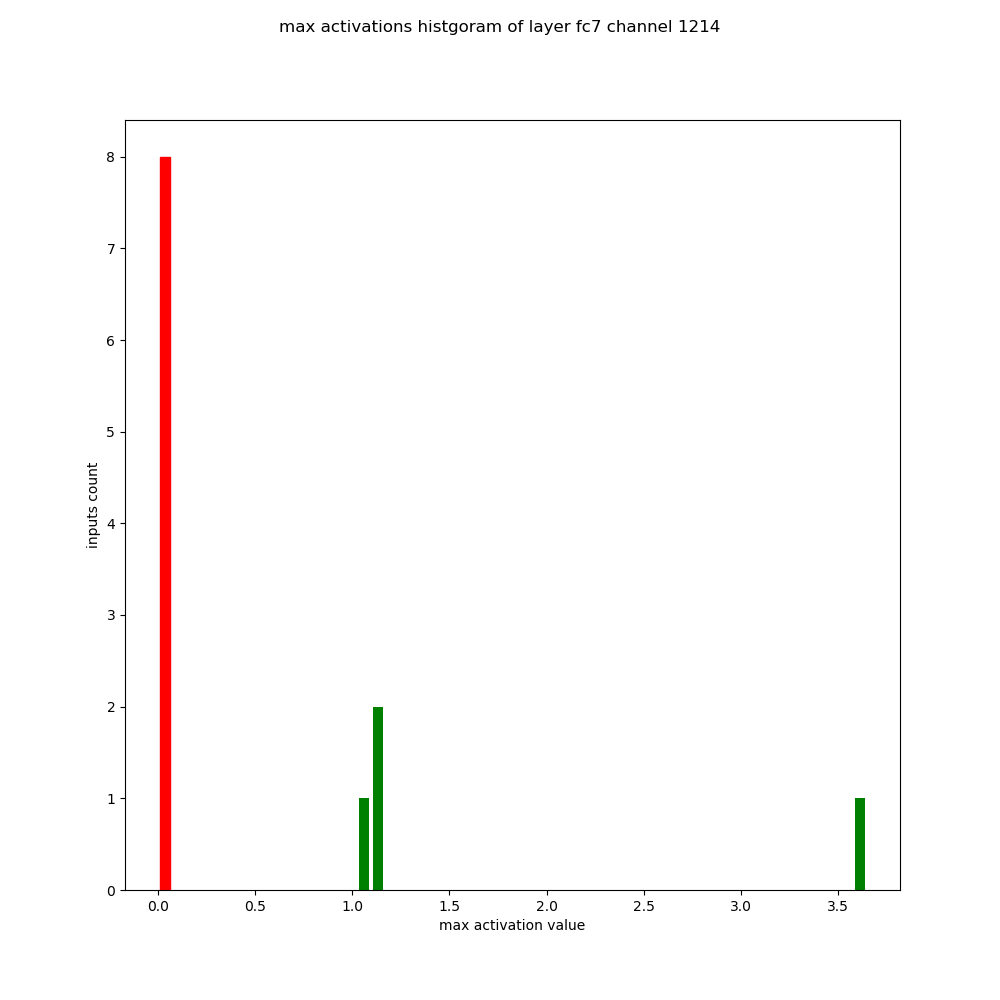 max activations histgoram of layer fc7 channel 1214
8
7
6
5
4
3
2
1
0
inputs count
0.0 0.5 1.0 1.5 2.0 2.5 3.0 3.5
max activation value